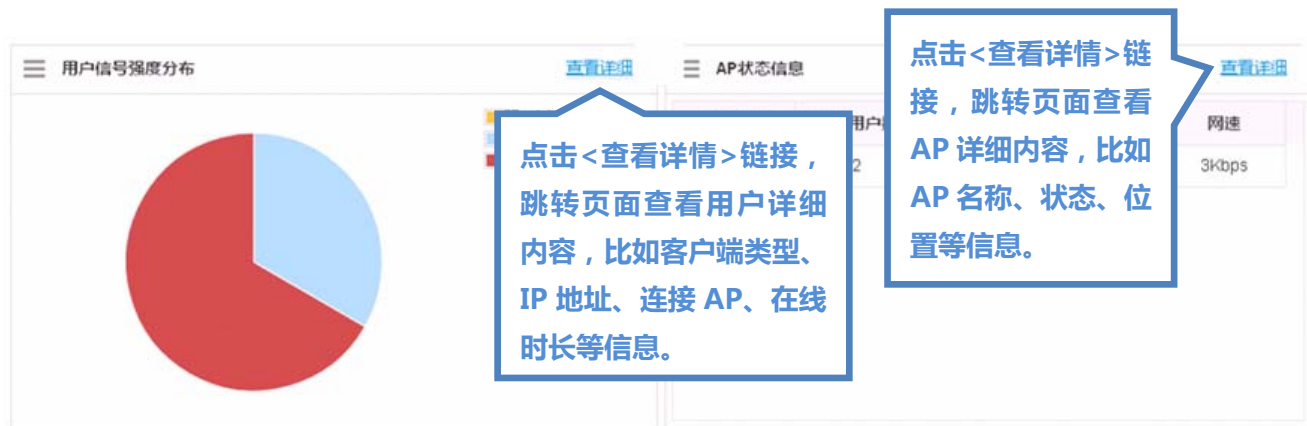 用户信号强度分布
查看详细
点击<查看详情>链接，
跳转页面查看用户详细
内容，比如客户端类型、
IP 地址、连接 AP、在线
时长等信息。
AP状态信息
查看详细
点击<查看详情>链
接，跳转页面查看
AP 详细内容，比如
AP 名称、状态、位
置等信息。
用户
网速
2
3Kbps